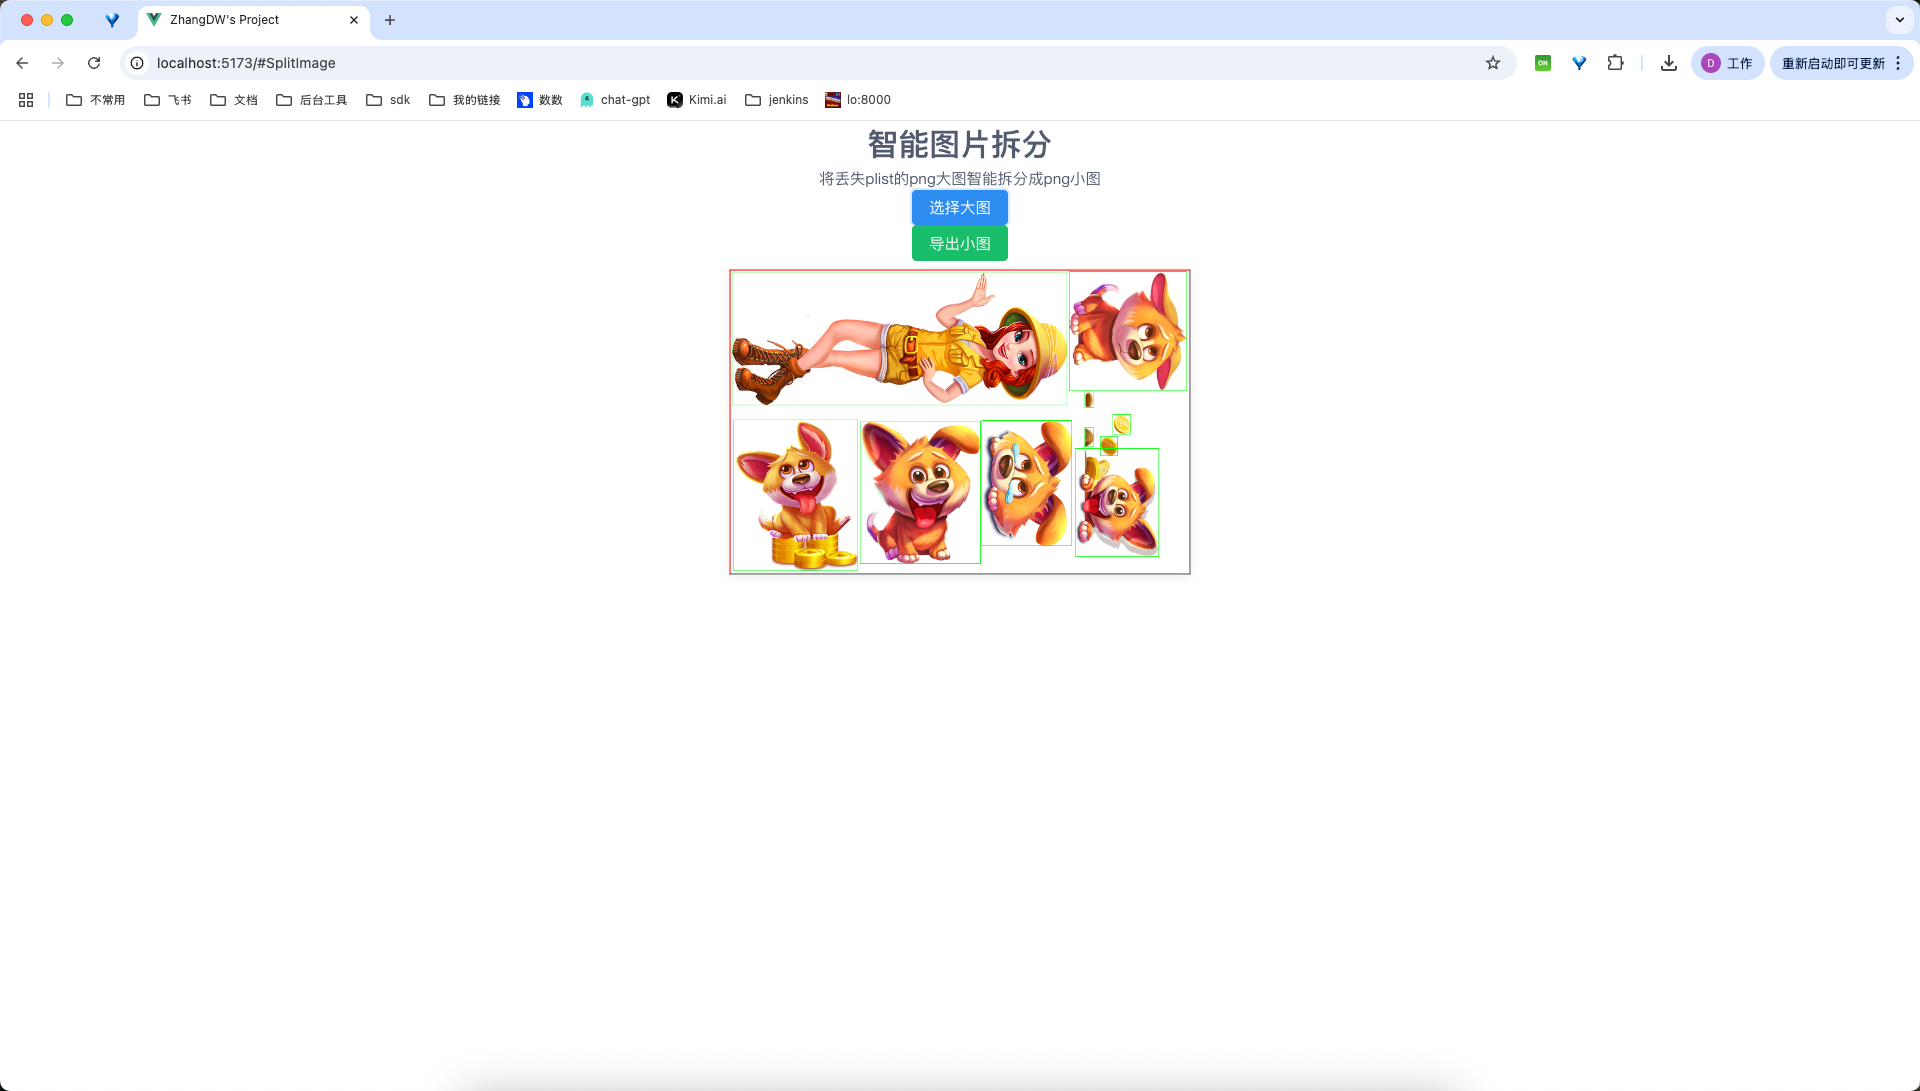 ZhangDW's Project
localhost:5173/#SplitImage
ON
D 工作
重新启动即可更新
不常用 飞书 文档 后台工具 sdk 我的链接 数数 chat-gpt Kimi.ai jenkins lo:8000
智能图片拆分
将丢失plist的png大图智能拆分成png小图
选择大图
导出小图